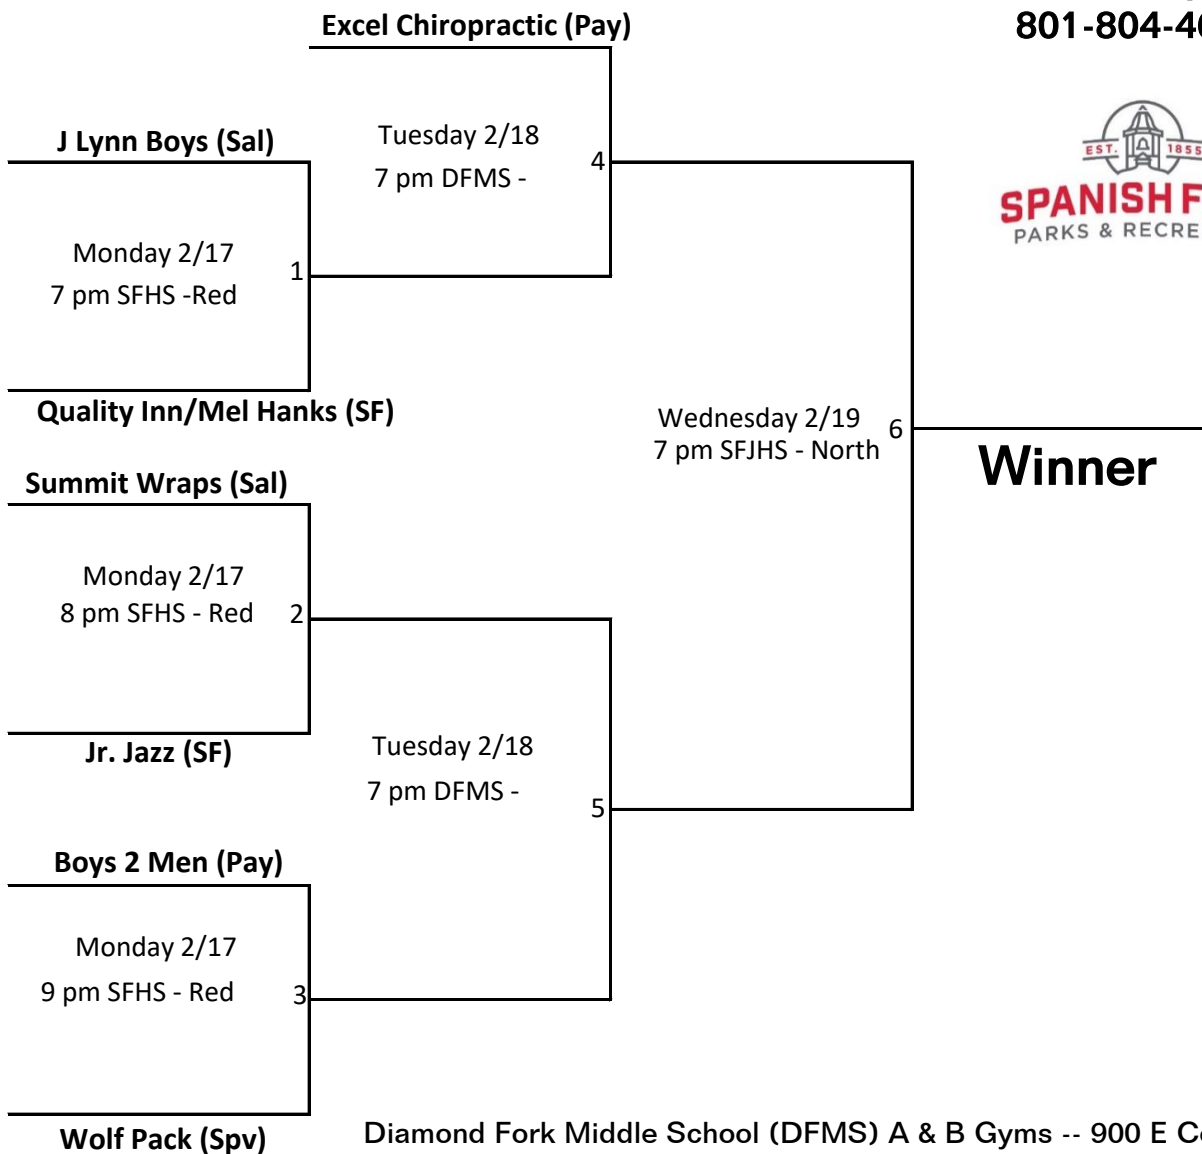 Excel Chiropractic (Pay)
J Lynn Boys (Sal)
Tuesday 2/18
7 pm DFMS -
4
EST. 1855
SPANISH
PARKS &
Monday 2/17
7 pm SFHS -Red
1
Quality Inn/Mel Hanks (SF)
Wednesday 2/19
7 pm SFJHS - North
6
Winner
Summit Wraps (Sal)
Monday 2/17
8 pm SFHS - Red
2
Jr. Jazz (SF)
Tuesday 2/18
7 pm DFMS -
5
Boys 2 Men (Pay)
Monday 2/17
9 pm SFHS - Red
3
Wolf Pack (Spv)
Diamond Fork Middle School (DFMS) A & B Gyms -- 900 E